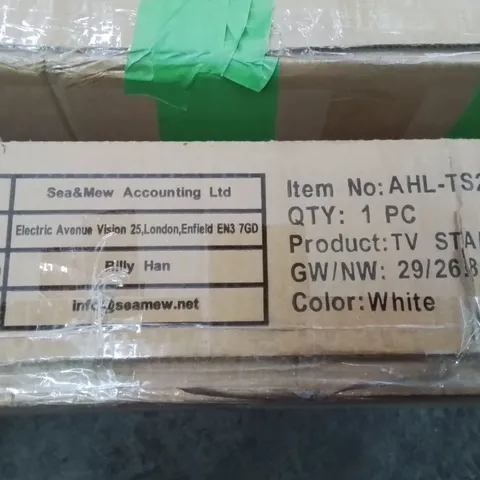 Sea&Mew Accounting Ltd
Electric Avenue Vision 25,London,Enfield EN3 7GD
Billy Han
info@seamew.net
Item No:AHL-TS2
QTY: 1 PC
Product:TV STA
GW/NW: 29/26.8
Color:White